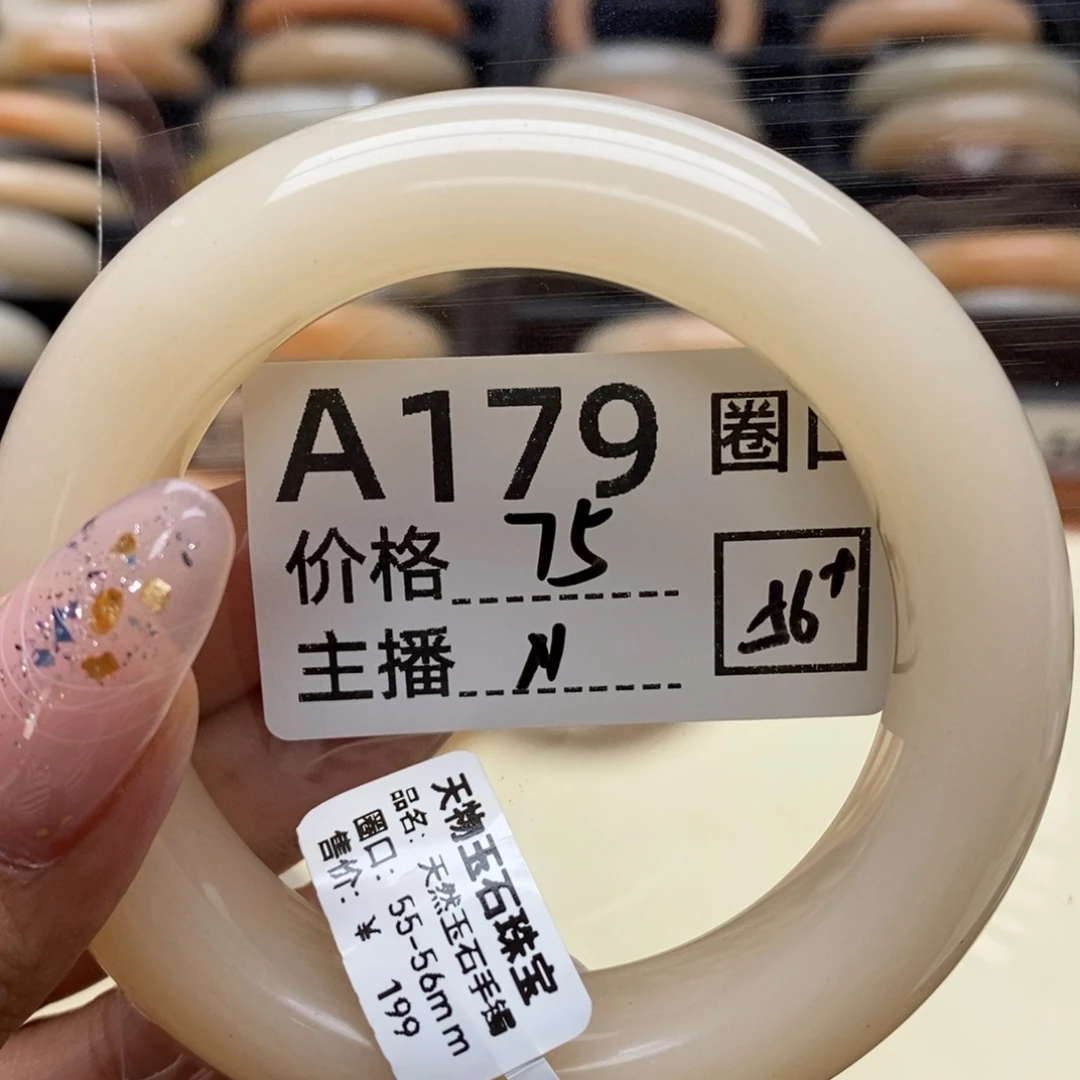 A179
圈口
价格 75
56+
主播 N
天物玉石珠宝
品名: 天然玉石手镯
圈口: 55-56mm
售价: ¥ 199